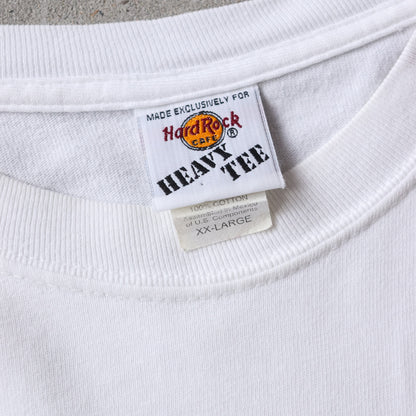 MADE EXCLUSIVELY FOR
Hard Rock ®
CAFE
HEAVY
TEE
100% COTTON
Assembled in Mexico
of U.S. Components
XX-LARGE